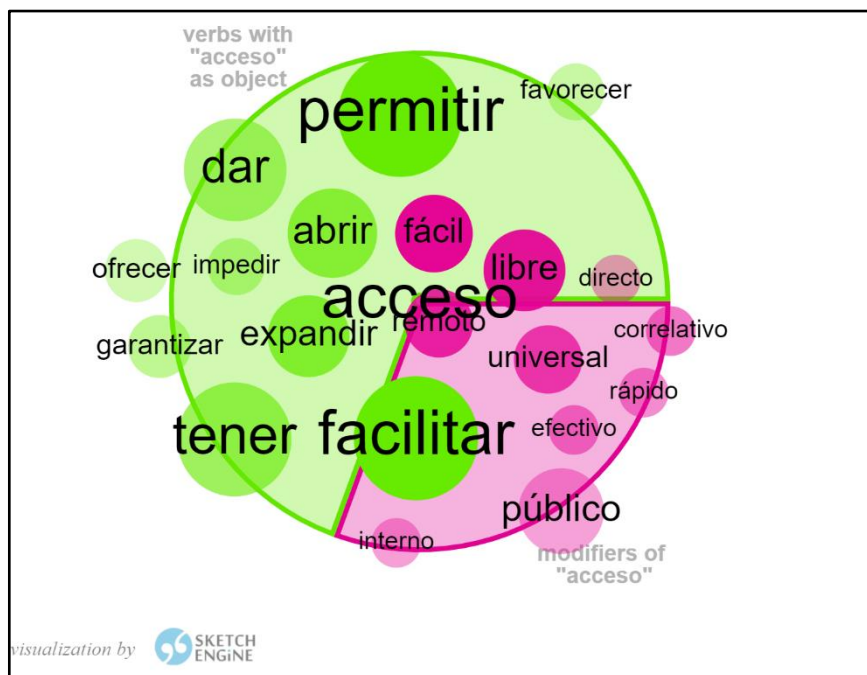 verbs with
"acceso"
as object
permitir
favorecer
dar
abrir
fácil
ofrecer
impedir
libre
directo
acceso
garantizar
expandir
remoto
universal
correlativo
rápido
tener
facilitar
efectivo
público
interno
modifiers of
"acceso"
visualization by
SKETCH
ENGINE